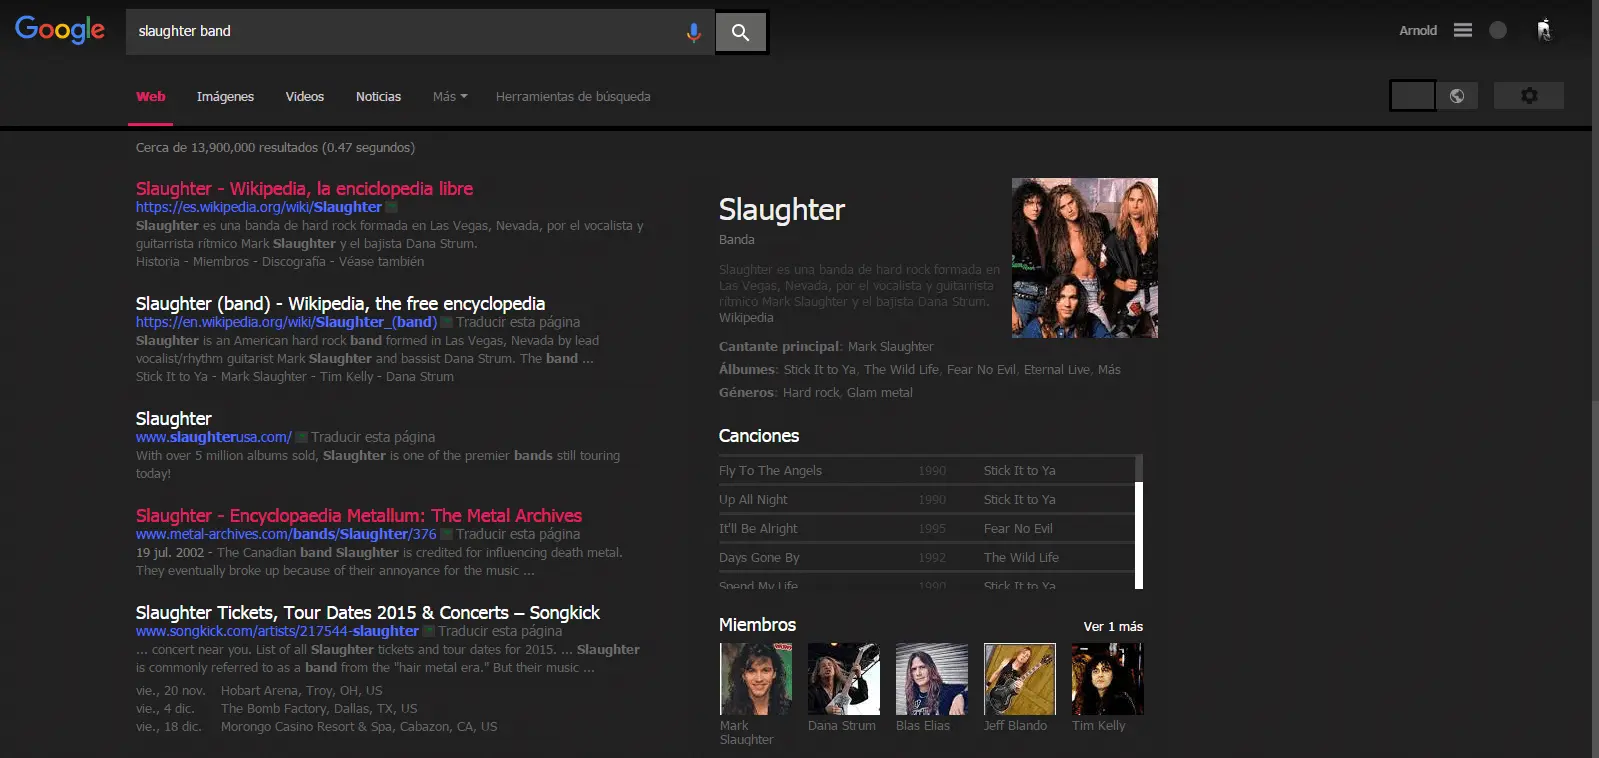 Google
slaughter band
Arnold
Web
Imágenes
Videos
Noticias
Más
Herramientas de búsqueda
Cerca de 13,900,000 resultados (0.47 segundos)
Slaughter - Wikipedia, la enciclopedia libre
https://es.wikipedia.org/wiki/Slaughter
Slaughter es una banda de hard rock formada en Las Vegas, Nevada, por el vocalista y
guitarrista rítmico Mark Slaughter y el bajista Dana Strum.
Historia - Miembros - Discografía - Véase también
Slaughter (band) - Wikipedia, the free encyclopedia
https://en.wikipedia.org/wiki/Slaughter_(band) Traducir esta página
Slaughter is an American hard rock band formed in Las Vegas, Nevada by lead
vocalist/rhythm guitarist Mark Slaughter and bassist Dana Strum. The band ...
Stick It to Ya - Mark Slaughter - Tim Kelly - Dana Strum
Slaughter
www.slaughterusa.com/ Traducir esta página
With over 5 million albums sold, Slaughter is one of the premier bands still touring
today!
Slaughter - Encyclopaedia Metallum: The Metal Archives
www.metal-archives.com/bands/Slaughter/376 Traducir esta página
19 jul. 2002 - The Canadian band Slaughter is credited for influencing death metal.
They eventually broke up because of their annoyance for the music ...
Slaughter Tickets, Tour Dates 2015 & Concerts – Songkick
www.songkick.com/artists/217544-slaughter Traducir esta página
... concert near you. List of all Slaughter tickets and tour dates for 2015. ... Slaughter
is commonly referred to as a band from the "hair metal era." But their music ...
vie., 20 nov. Hobart Arena, Troy, OH, US
vie., 4 dic. The Bomb Factory, Dallas, TX, US
vie., 18 dic. Morongo Casino Resort & Spa, Cabazon, CA, US
Slaughter
Banda
Slaughter es una banda de hard rock formada en
Las Vegas, Nevada, por el vocalista y guitarrista
rítmico Mark Slaughter y el bajista Dana Strum.
Wikipedia
Cantante principal: Mark Slaughter
Álbumes: Stick It to Ya, The Wild Life, Fear No Evil, Eternal Live, Más
Géneros: Hard rock, Glam metal
Canciones
Fly To The Angels 1990 Stick It to Ya
Up All Night 1990 Stick It to Ya
It'll Be Alright 1995 Fear No Evil
Days Gone By 1992 The Wild Life
Spend My Life 1990 Stick It to Ya
Miembros
Ver 1 más
Mark
Slaughter
Dana Strum
Blas Elias
Jeff Blando
Tim Kelly